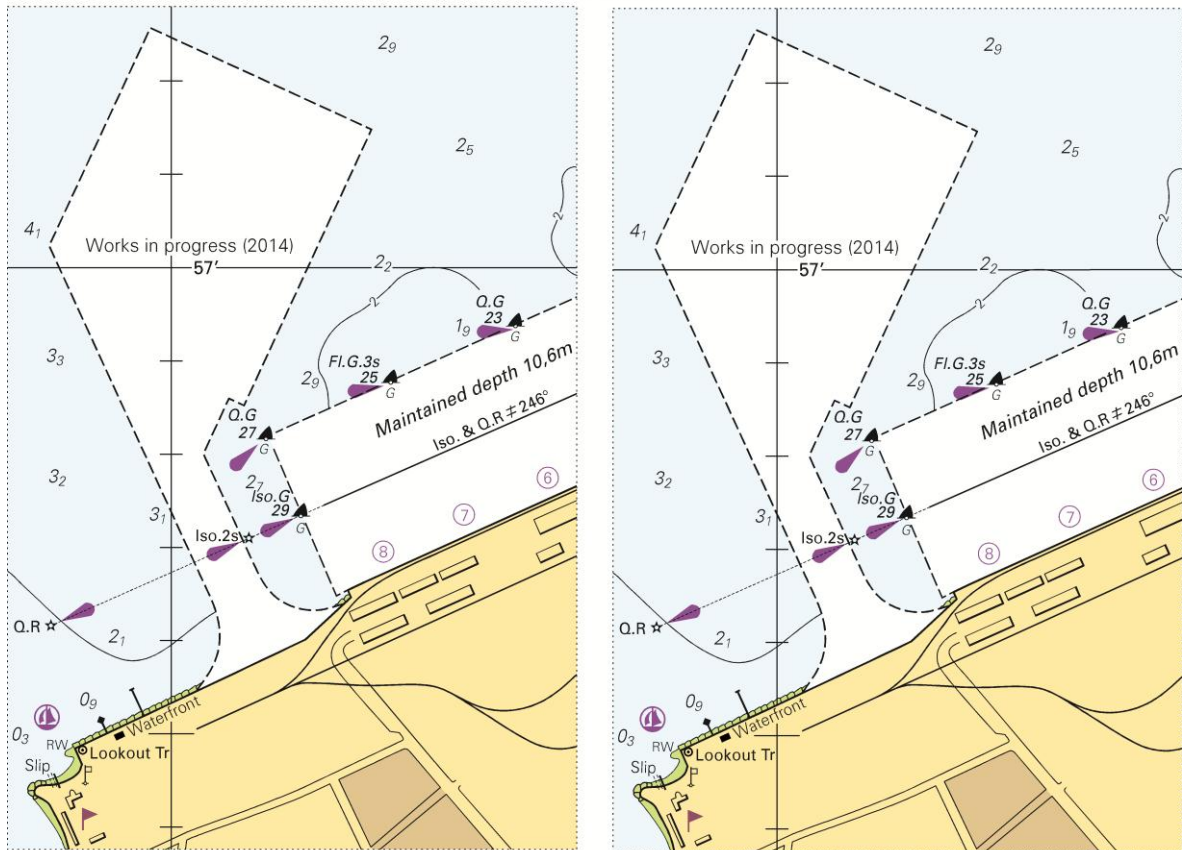 2₉
2₅
4₁
Works in progress (2014)
57′
2₂
2
2
Q.G
23
G
1₉
3₃
Fl.G.3s
25
G
2₉
Maintained depth 10,6m
Iso. & Q.R ≠ 246°
Q.G
27
G
3₂
2₇
Iso.G
29
G
3₁
Iso.2s
6
7
8
Q.R
2₁
0₉
Waterfront
0₃
RW
Lookout Tr
Slip
2₉
2₅
4₁
Works in progress (2014)
57′
2₂
2
2
Q.G
23
G
1₉
3₃
Fl.G.3s
25
G
2₉
Maintained depth 10,6m
Iso. & Q.R ≠ 246°
Q.G
27
G
3₂
2₇
Iso.G
29
G
3₁
Iso.2s
6
7
8
Q.R
2₁
0₉
Waterfront
0₃
RW
Lookout Tr
Slip